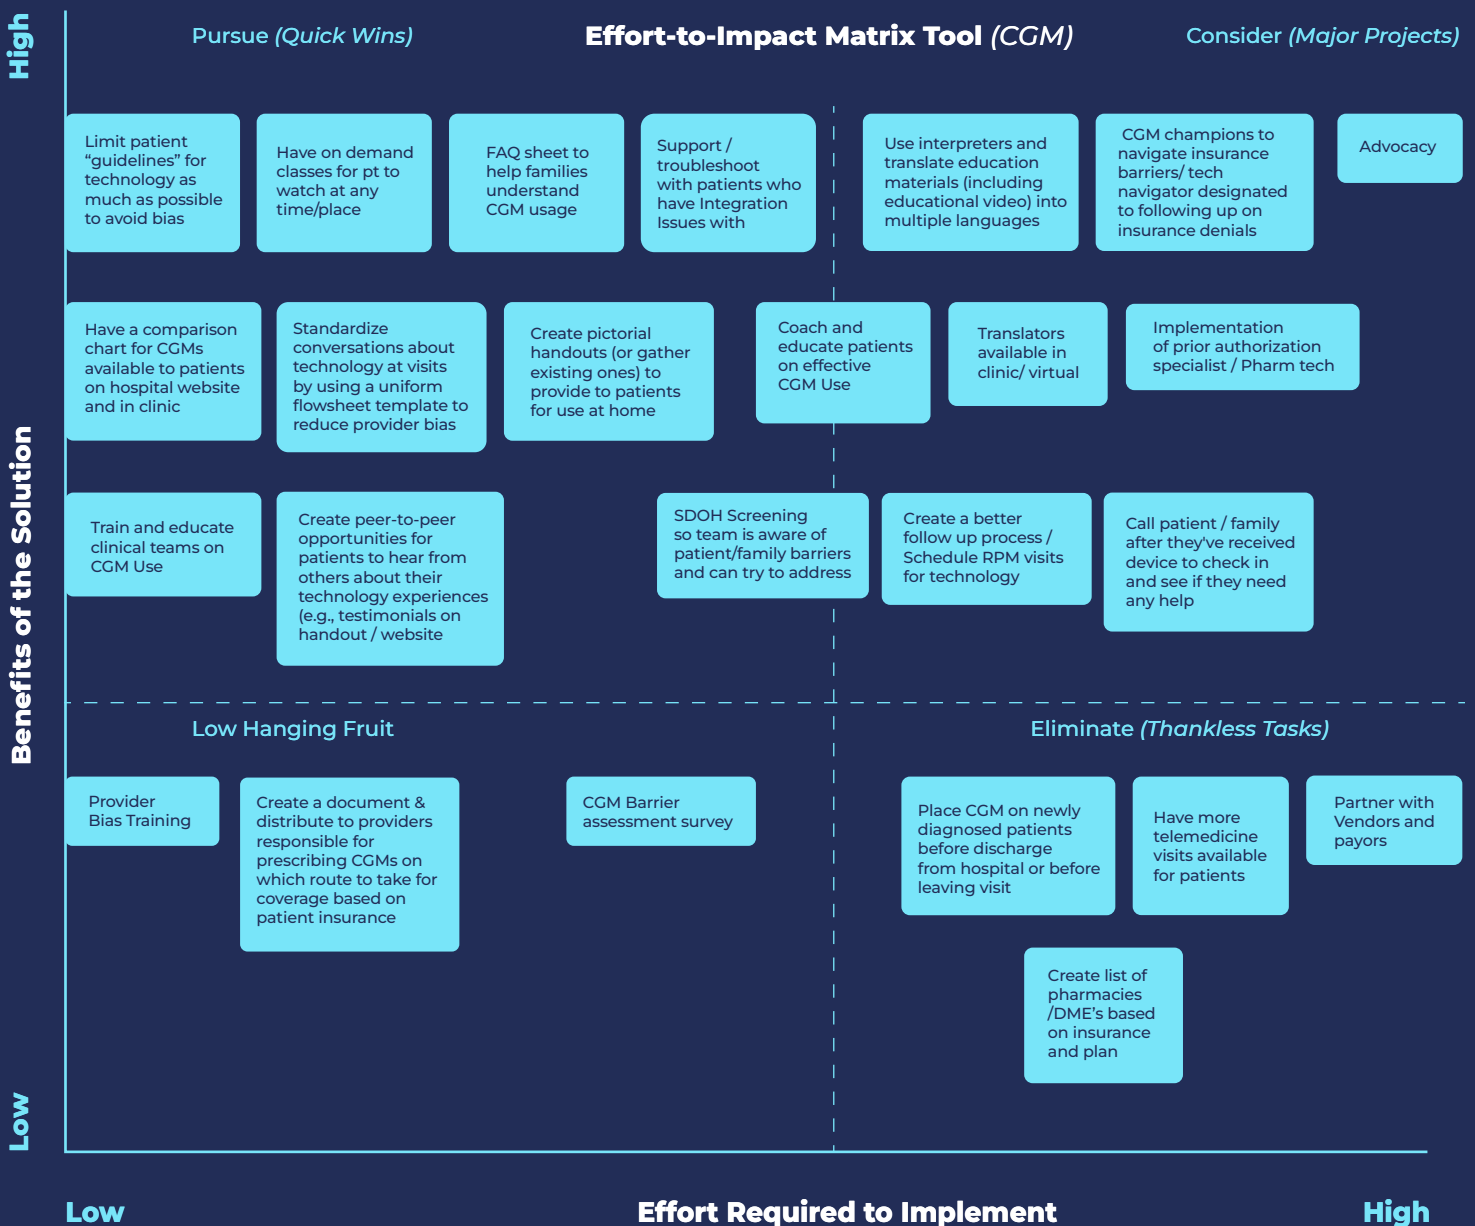 High
Pursue (Quick Wins)
Effort-to-Impact Matrix Tool (CGM)
Consider (Major Projects)
Limit patient
“guidelines” for
technology as
much as possible
to avoid bias
Have on demand
classes for pt to
watch at any
time/place
FAQ sheet to
help families
understand
CGM usage
Support /
troubleshoot
with patients who
have Integration
Issues with
Use interpreters and
translate education
materials (including
educational video) into
multiple languages
CGM champions to
navigate insurance
barriers/ tech
navigator designated
to following up on
insurance denials
Advocacy
Have a comparison
chart for CGMs
available to patients
on hospital website
and in clinic
Standardize
conversations about
technology at visits
by using a uniform
flowsheet template to
reduce provider bias
Create pictorial
handouts (or gather
existing ones) to
provide to patients
for use at home
Coach and
educate patients
on effective
CGM Use
Translators
available in
clinic/ virtual
Implementation
of prior authorization
specialist / Pharm tech
Benefits of the Solution
Train and educate
clinical teams on
CGM Use
Create peer-to-peer
opportunities for
patients to hear from
others about their
technology experiences
(e.g., testimonials on
handout / website
SDOH Screening
so team is aware of
patient/family barriers
and can try to address
Create a better
follow up process /
Schedule RPM visits
for technology
Call patient / family
after they've received
device to check in
and see if they need
any help
Low Hanging Fruit
Eliminate (Thankless Tasks)
Provider
Bias Training
Create a document &
distribute to providers
responsible for
prescribing CGMs on
which route to take for
coverage based on
patient insurance
CGM Barrier
assessment survey
Place CGM on newly
diagnosed patients
before discharge
from hospital or before
leaving visit
Have more
telemedicine
visits available
for patients
Partner with
Vendors and
payors
Create list of
pharmacies
/DME’s based
on insurance
and plan
Low
Low
Effort Required to Implement
High